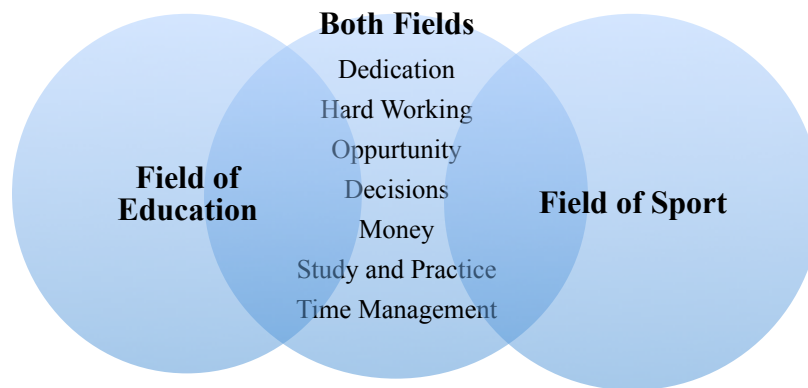 Both Fields
Dedication
Hard Working
Oppurtunity
Decisions
Money
Study and Practice
Time Management
Field of
Education
Field of Sport